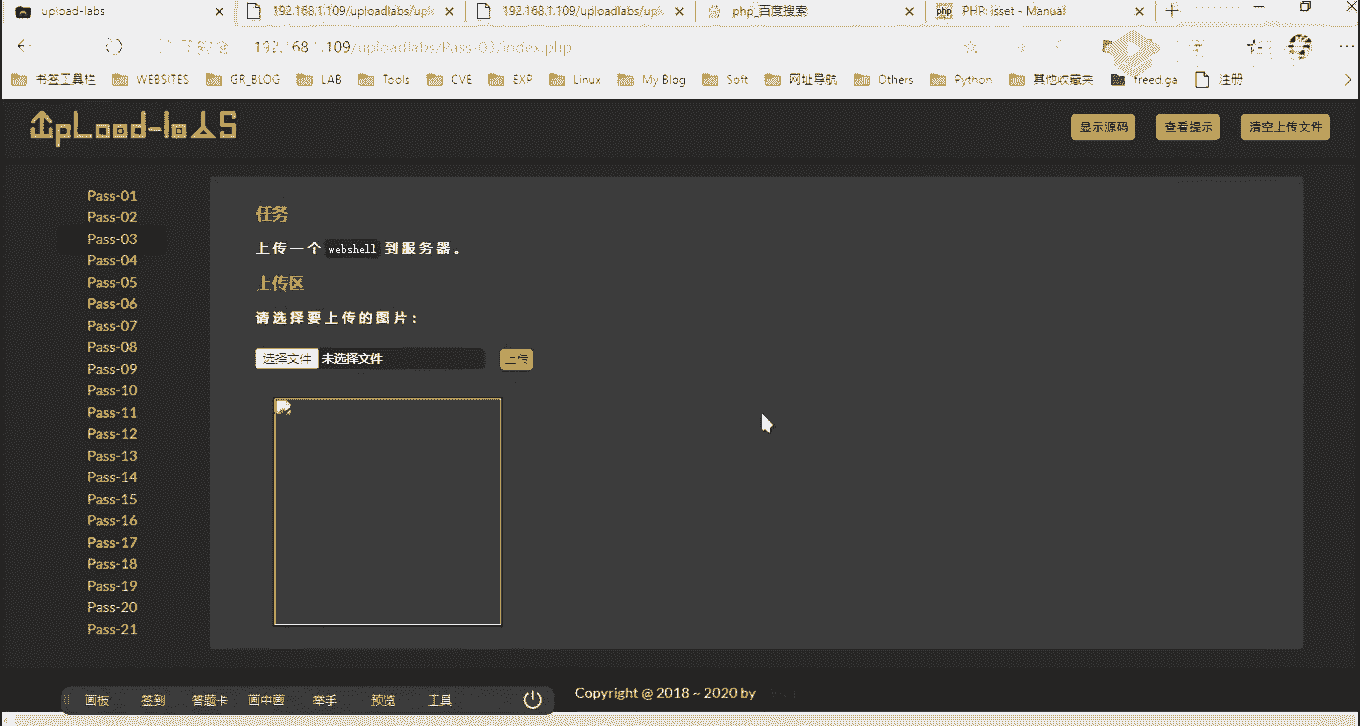 upload-labs
192.168.1.109/uploadlabs/upl
192.168.1.109/uploadlabs/upl
php_百度搜索
php PHP: isset - Manual
192.168.1.109/uploadlabs/Pass-03/index.php
书签工具栏 WEBSITES GR_BLOG LAB Tools CVE EXP Linux My Blog Soft 网址导航 Others Python 其他收藏夹 freed.ga 注册
UpLoad-labS
显示源码 查看提示 清空上传文件
Pass-01
Pass-02
Pass-03
Pass-04
Pass-05
Pass-06
Pass-07
Pass-08
Pass-09
Pass-10
Pass-11
Pass-12
Pass-13
Pass-14
Pass-15
Pass-16
Pass-17
Pass-18
Pass-19
Pass-20
Pass-21
任务
上传一个 webshell 到服务器。
上传区
请选择要上传的图片：
选择文件 未选择文件 上传
画板 签到 答题卡 画中画 举手 预览 工具
Copyright @ 2018 ~ 2020 by